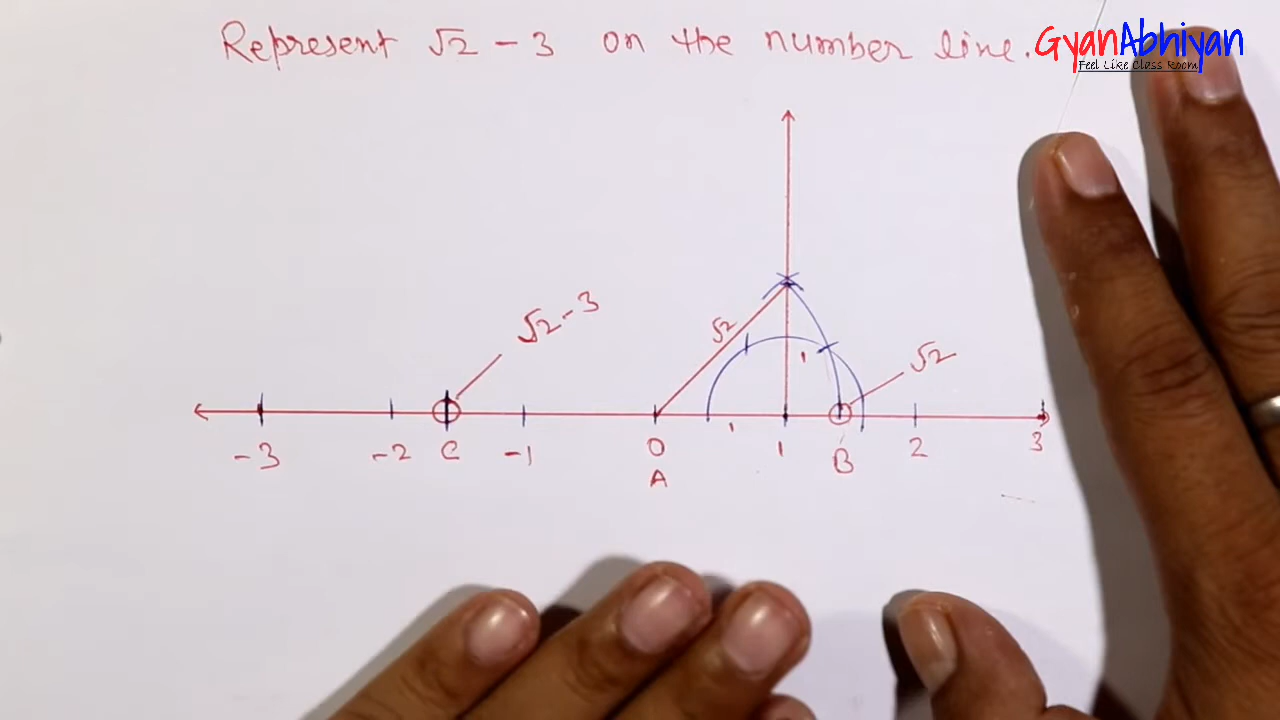 Represent √2 - 3 on the number line.
GyanAbhiyan
Feel Like Class Room
√2 - 3
√2
1
√2
-3 -2 C -1 0 1 1 B 2 3
A